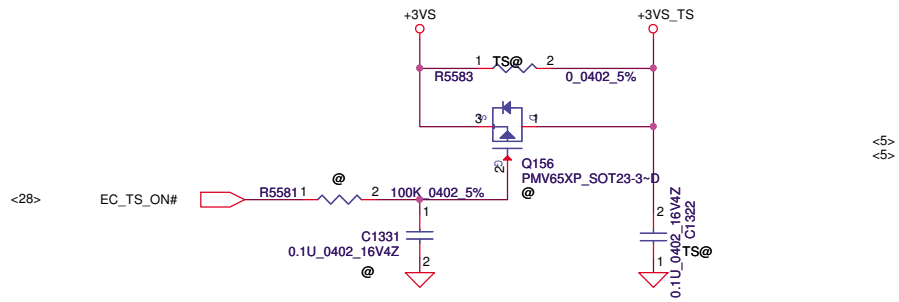 +3VS
+3VS_TS
1 TS@ 2
R5583
0_0402_5%
3 S
D 1
G
2
Q156
PMV65XP_SOT23-3~D
@
<5>
<5>
<28>
EC_TS_ON#
R5581 1
@
2
100K_0402_5%
1
C1331
0.1U_0402_16V4Z
@
2
2
0.1U_0402_16V4Z
C1322
TS@
1